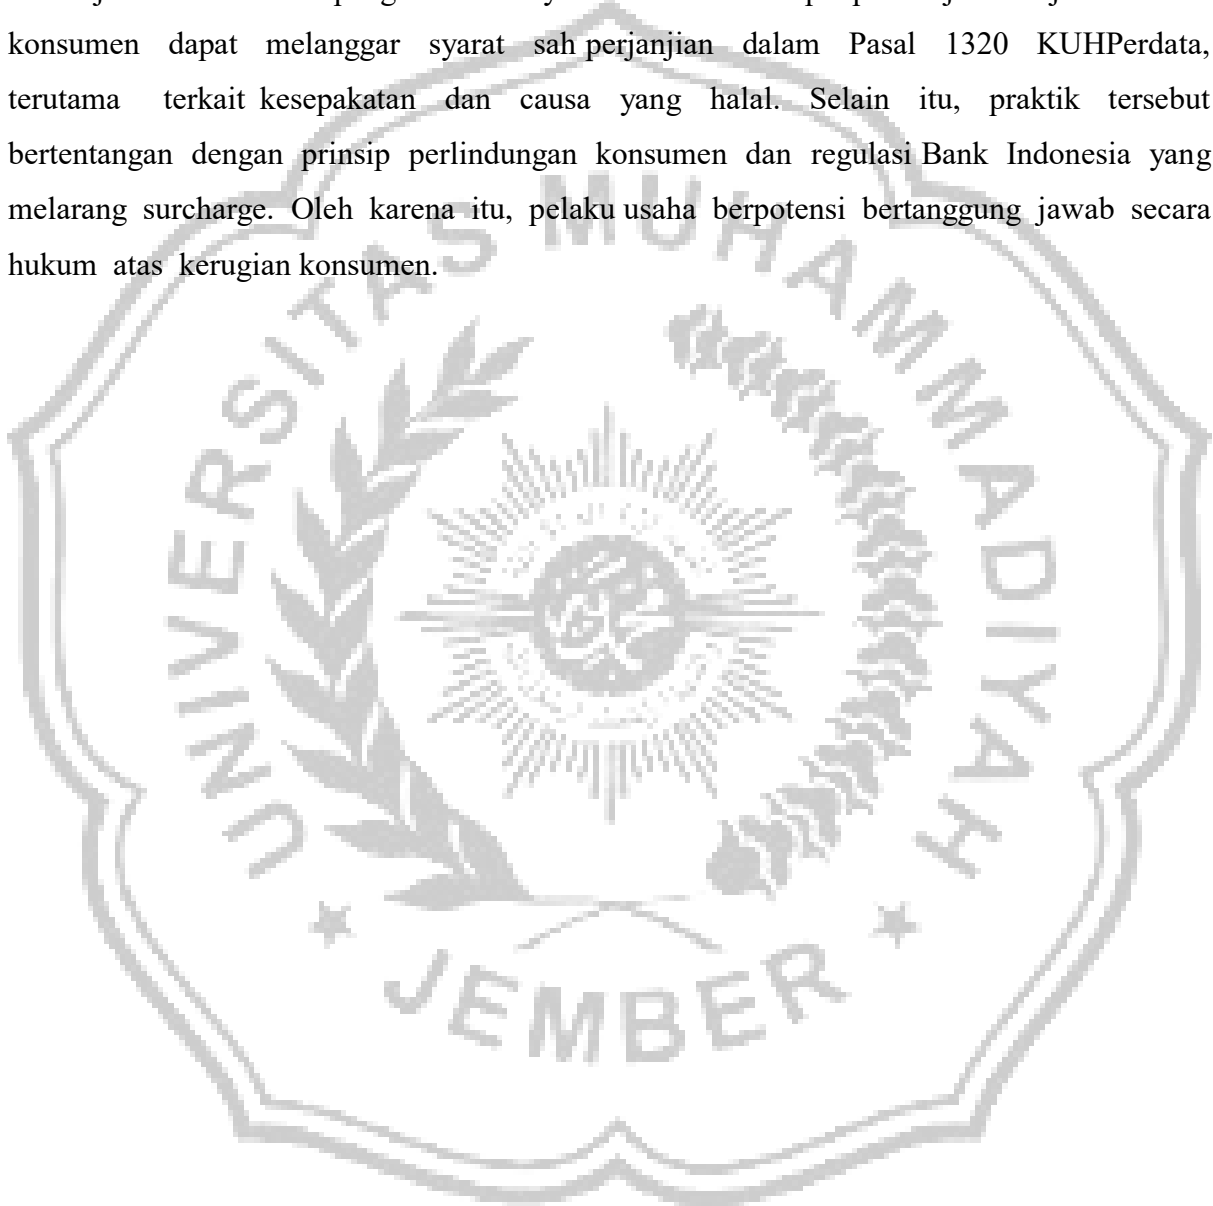 konsumen dapat melanggar syarat sah perjanjian dalam Pasal 1320 KUHPerdata,
terutama terkait kesepakatan dan causa yang halal. Selain itu, praktik tersebut
bertentangan dengan prinsip perlindungan konsumen dan regulasi Bank Indonesia yang
melarang surcharge. Oleh karena itu, pelaku usaha berpotensi bertanggung jawab secara
hukum atas kerugian konsumen.
UNIVERSITAS MUHAMMADIYAH
JEMBER